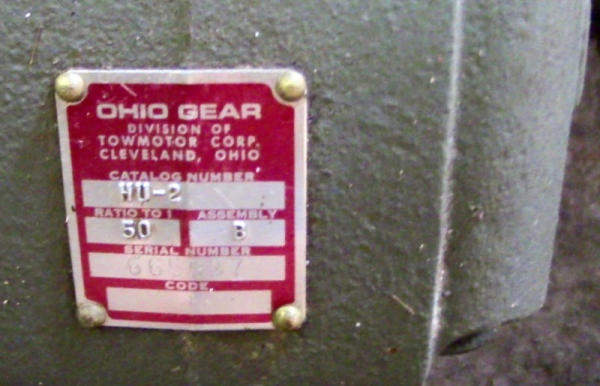 OHIO GEAR
DIVISION OF
TOWMOTOR CORP.
CLEVELAND, OHIO
CATALOG NUMBER
HU-2
RATIO TO 1 ASSEMBLY
50 B
SERIAL NUMBER
CODE